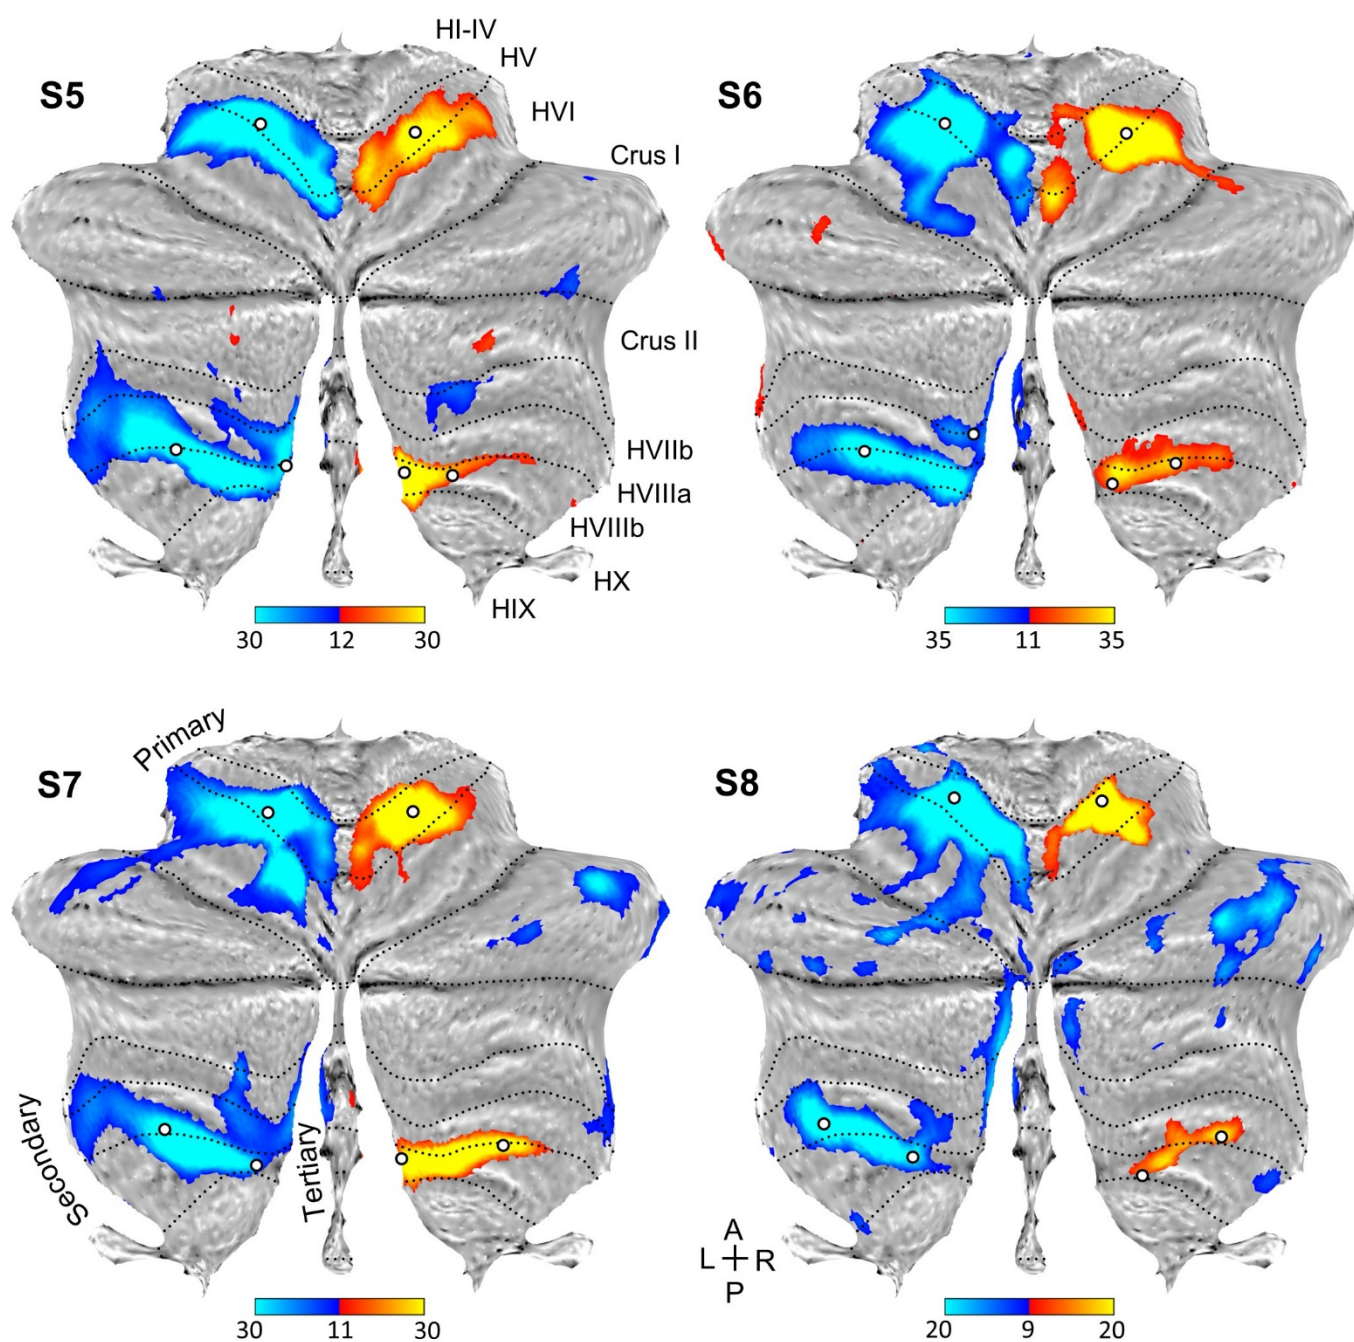 S5
HI-IV
HV
HVI
Crus I
Crus II
HVIIb
HVIIIa
HVIIIb
HX
HIX
30 12 30
S6
35 11 35
S7
Primary
Secondary
Tertiary
30 11 30
S8
A
L R
P
20 9 20